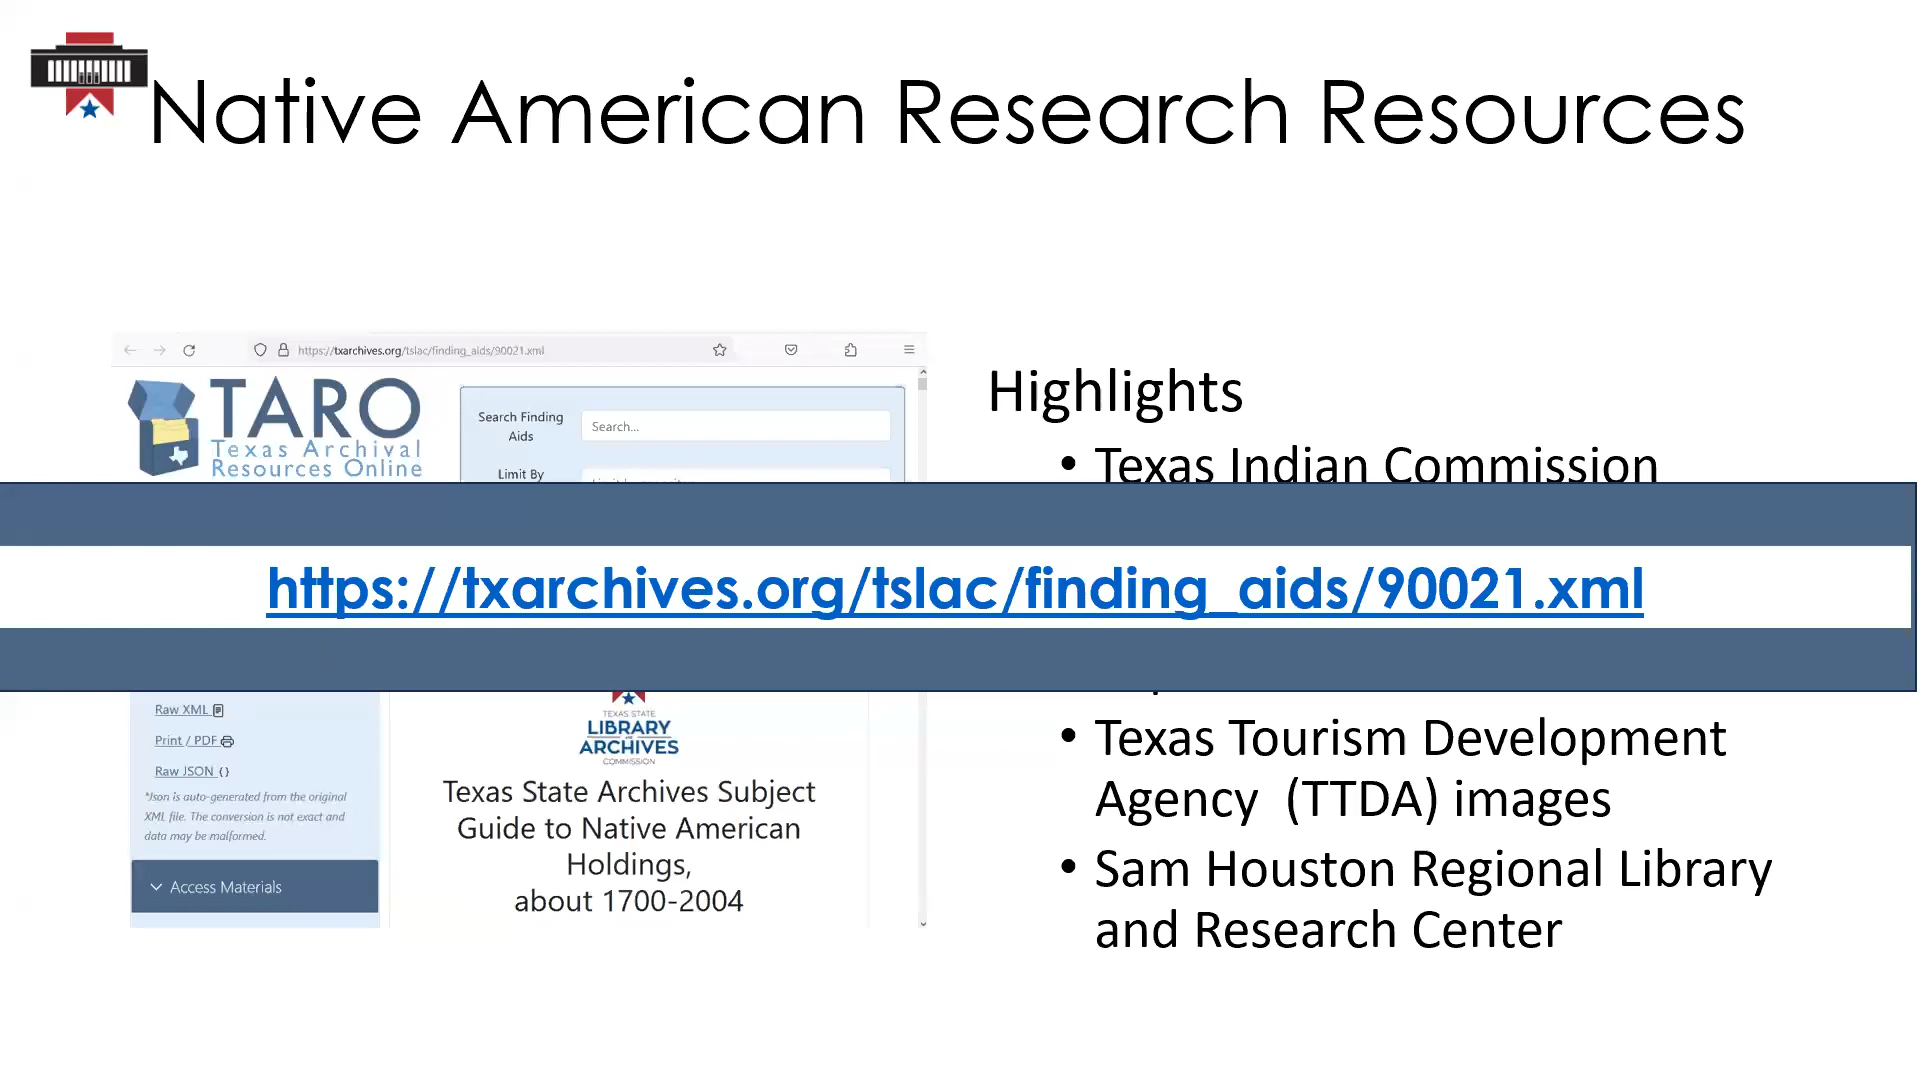 Native American Research Resources
https://txarchives.org/tslac/finding_aids/90021.xml
TARO
Texas Archival
Resources Online
Search Finding
Aids
Search...
Limit By
Highlights
• Texas Indian Commission
https://txarchives.org/tslac/finding_aids/90021.xml
Raw XML
Print / PDF
Raw JSON {}
*Json is auto-generated from the original
XML file. The conversion is not exact and
data may be malformed.
Access Materials
TEXAS STATE
LIBRARY
ARCHIVES
COMMISSION
Texas State Archives Subject
Guide to Native American
Holdings,
about 1700-2004
• Texas Tourism Development
Agency (TTDA) images
• Sam Houston Regional Library
and Research Center